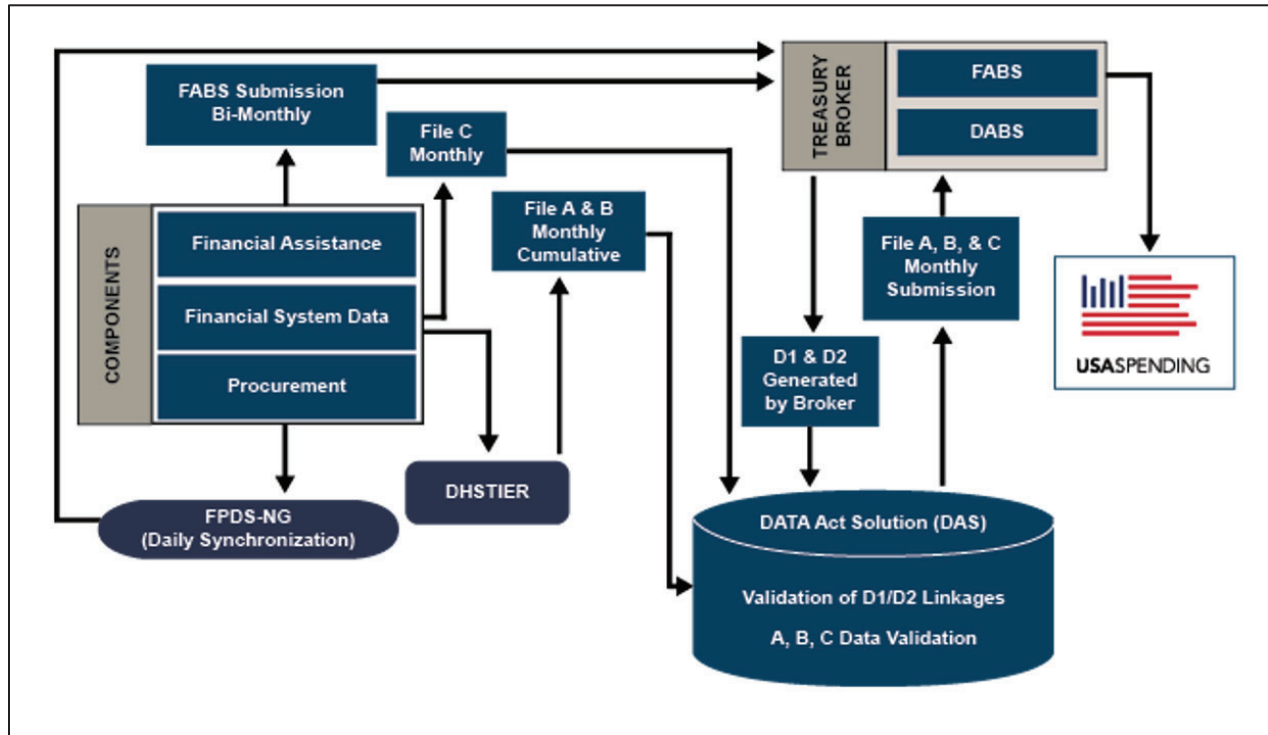 FABS Submission
Bi-Monthly
File C
Monthly
TREASURY
BROKER
FABS
DABS
COMPONENTS
Financial Assistance
Financial System Data
Procurement
File A & B
Monthly
Cumulative
File A, B, & C
Monthly
Submission
USASPENDING
D1 & D2
Generated
by Broker
DHSTIER
FPDS-NG
(Daily Synchronization)
DATA Act Solution (DAS)
Validation of D1/D2 Linkages
A, B, C Data Validation